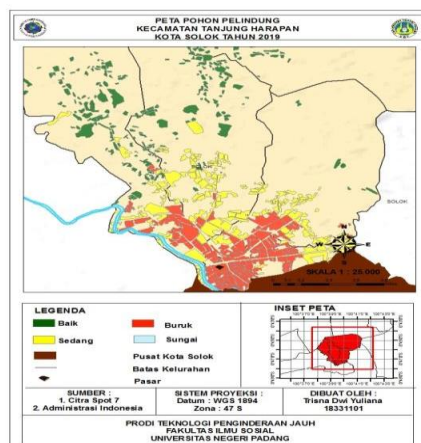 PETA POHON PELINDUNG
KECAMATAN TANJUNG HARAPAN
KOTA SOLOK TAHUN 2019
SOLOK
N
W
E
SKALA 1 : 25.000
LEGENDA
Baik
Buruk
Sedang
Sungai
Pusat Kota Solok
Batas Kelurahan
Pasar
INSET PETA
SUMBER :
1. Citra Spot 7
2. Administrasi Indonesia
SISTEM PROYEKSI :
Datum : WGS 1894
Zona : 47 S
DIBUAT OLEH :
Trisna Dwi Yuliana
18331101
PRODI TEKNOLOGI PENGINDERAAN JAUH
FAKULTAS ILMU SOSIAL
UNIVERSITAS NEGERI PADANG